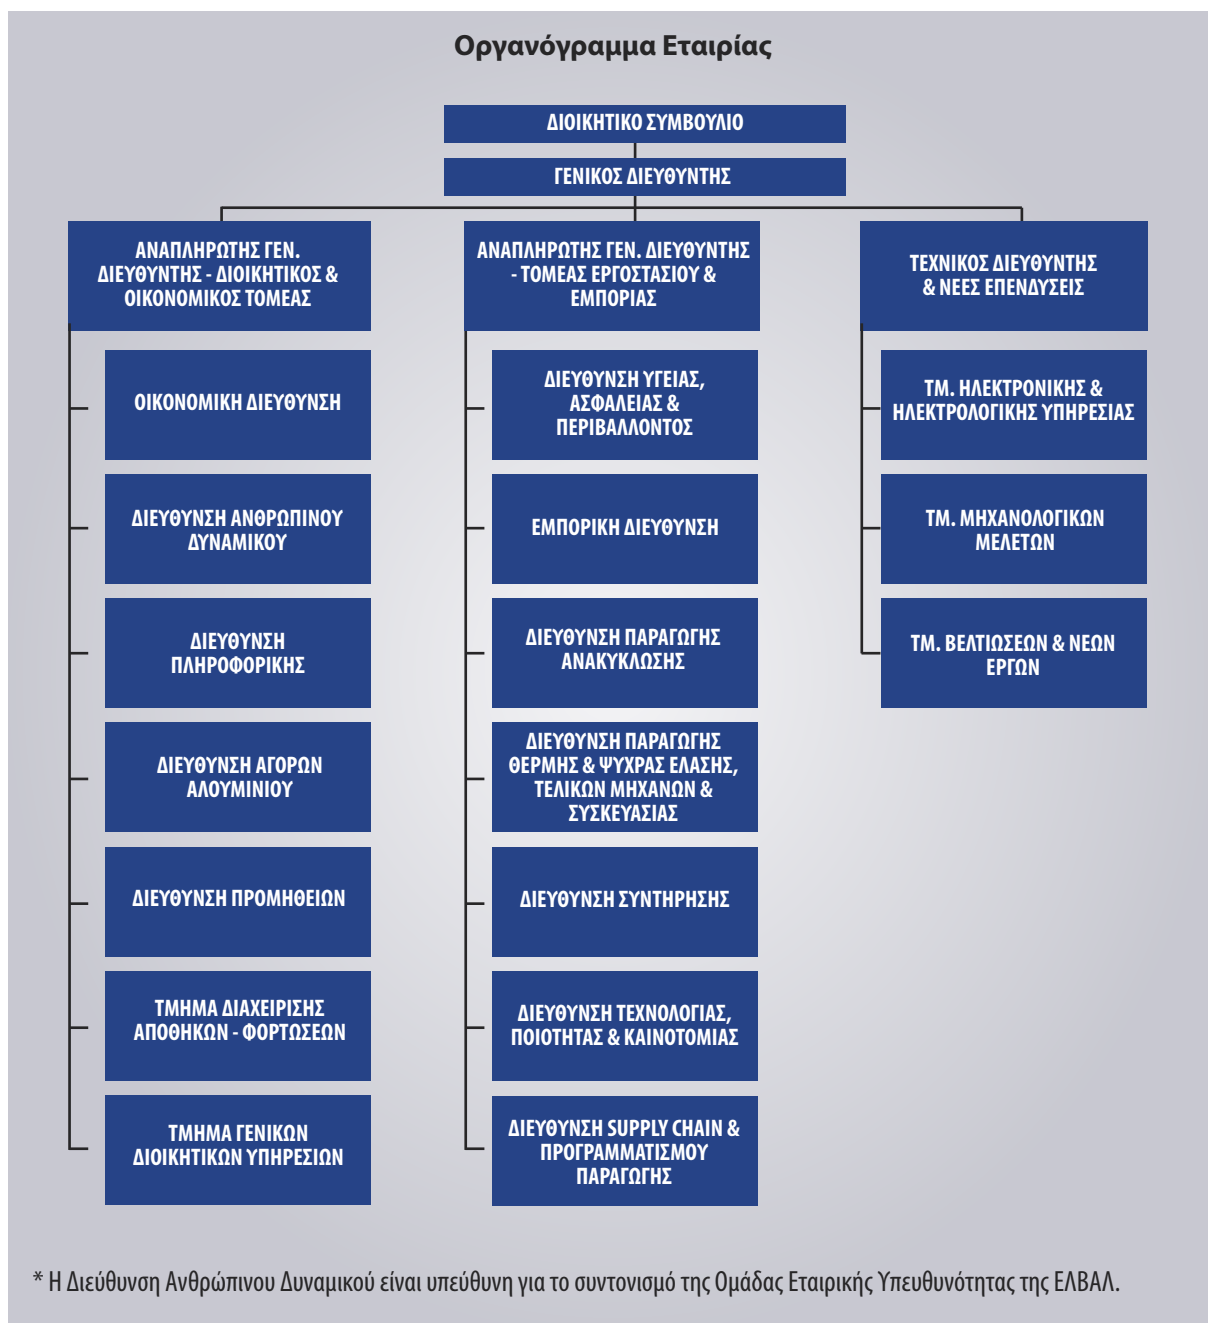 Οργανόγραμμα Εταιρίας
ΔΙΟΙΚΗΤΙΚΟ ΣΥΜΒΟΥΛΙΟ
ΓΕΝΙΚΟΣ ΔΙΕΥΘΥΝΤΗΣ
ΑΝΑΠΛΗΡΩΤΗΣ ΓΕΝ.
ΔΙΕΥΘΥΝΤΗΣ - ΔΙΟΙΚΗΤΙΚΟΣ &
ΟΙΚΟΝΟΜΙΚΟΣ ΤΟΜΕΑΣ
ΟΙΚΟΝΟΜΙΚΗ ΔΙΕΥΘΥΝΣΗ
ΔΙΕΥΘΥΝΣΗ ΑΝΘΡΩΠΙΝΟΥ
ΔΥΝΑΜΙΚΟΥ
ΔΙΕΥΘΥΝΣΗ
ΠΛΗΡΟΦΟΡΙΚΗΣ
ΔΙΕΥΘΥΝΣΗ ΑΓΟΡΩΝ
ΑΛΟΥΜΙΝΙΟΥ
ΔΙΕΥΘΥΝΣΗ ΠΡΟΜΗΘΕΙΩΝ
ΤΜΗΜΑ ΔΙΑΧΕΙΡΙΣΗΣ
ΑΠΟΘΗΚΩΝ - ΦΟΡΤΩΣΕΩΝ
ΤΜΗΜΑ ΓΕΝΙΚΩΝ
ΔΙΟΙΚΗΤΙΚΩΝ ΥΠΗΡΕΣΙΩΝ
ΑΝΑΠΛΗΡΩΤΗΣ ΓΕΝ. ΔΙΕΥΘΥΝΤΗΣ
- ΤΟΜΕΑΣ ΕΡΓΟΣΤΑΣΙΟΥ &
ΕΜΠΟΡΙΑΣ
ΔΙΕΥΘΥΝΣΗ ΥΓΕΙΑΣ,
ΑΣΦΑΛΕΙΑΣ &
ΠΕΡΙΒΑΛΛΟΝΤΟΣ
ΕΜΠΟΡΙΚΗ ΔΙΕΥΘΥΝΣΗ
ΔΙΕΥΘΥΝΣΗ ΠΑΡΑΓΩΓΗΣ
ΑΝΑΚΥΚΛΩΣΗΣ
ΔΙΕΥΘΥΝΣΗ ΠΑΡΑΓΩΓΗΣ
ΘΕΡΜΗΣ & ΨΥΧΡΑΣ ΕΛΑΣΗΣ,
ΤΕΛΙΚΩΝ ΜΗΧΑΝΩΝ &
ΣΥΣΚΕΥΑΣΙΑΣ
ΔΙΕΥΘΥΝΣΗ ΣΥΝΤΗΡΗΣΗΣ
ΔΙΕΥΘΥΝΣΗ ΤΕΧΝΟΛΟΓΙΑΣ,
ΠΟΙΟΤΗΤΑΣ & ΚΑΙΝΟΤΟΜΙΑΣ
ΔΙΕΥΘΥΝΣΗ SUPPLY CHAIN &
ΠΡΟΓΡΑΜΜΑΤΙΣΜΟΥ
ΠΑΡΑΓΩΓΗΣ
ΤΕΧΝΙΚΟΣ ΔΙΕΥΘΥΝΤΗΣ
& ΝΕΕΣ ΕΠΕΝΔΥΣΕΙΣ
ΤΜ. ΗΛΕΚΤΡΟΝΙΚΗΣ &
ΗΛΕΚΤΡΟΛΟΓΙΚΗΣ ΥΠΗΡΕΣΙΑΣ
ΤΜ. ΜΗΧΑΝΟΛΟΓΙΚΩΝ
ΜΕΛΕΤΩΝ
ΤΜ. ΒΕΛΤΙΩΣΕΩΝ & ΝΕΩΝ
ΕΡΓΩΝ
* Η Διεύθυνση Ανθρώπινου Δυναμικού είναι υπεύθυνη για το συντονισμό της Ομάδας Εταιρικής Υπευθυνότητας της ΕΛΒΑΛ.